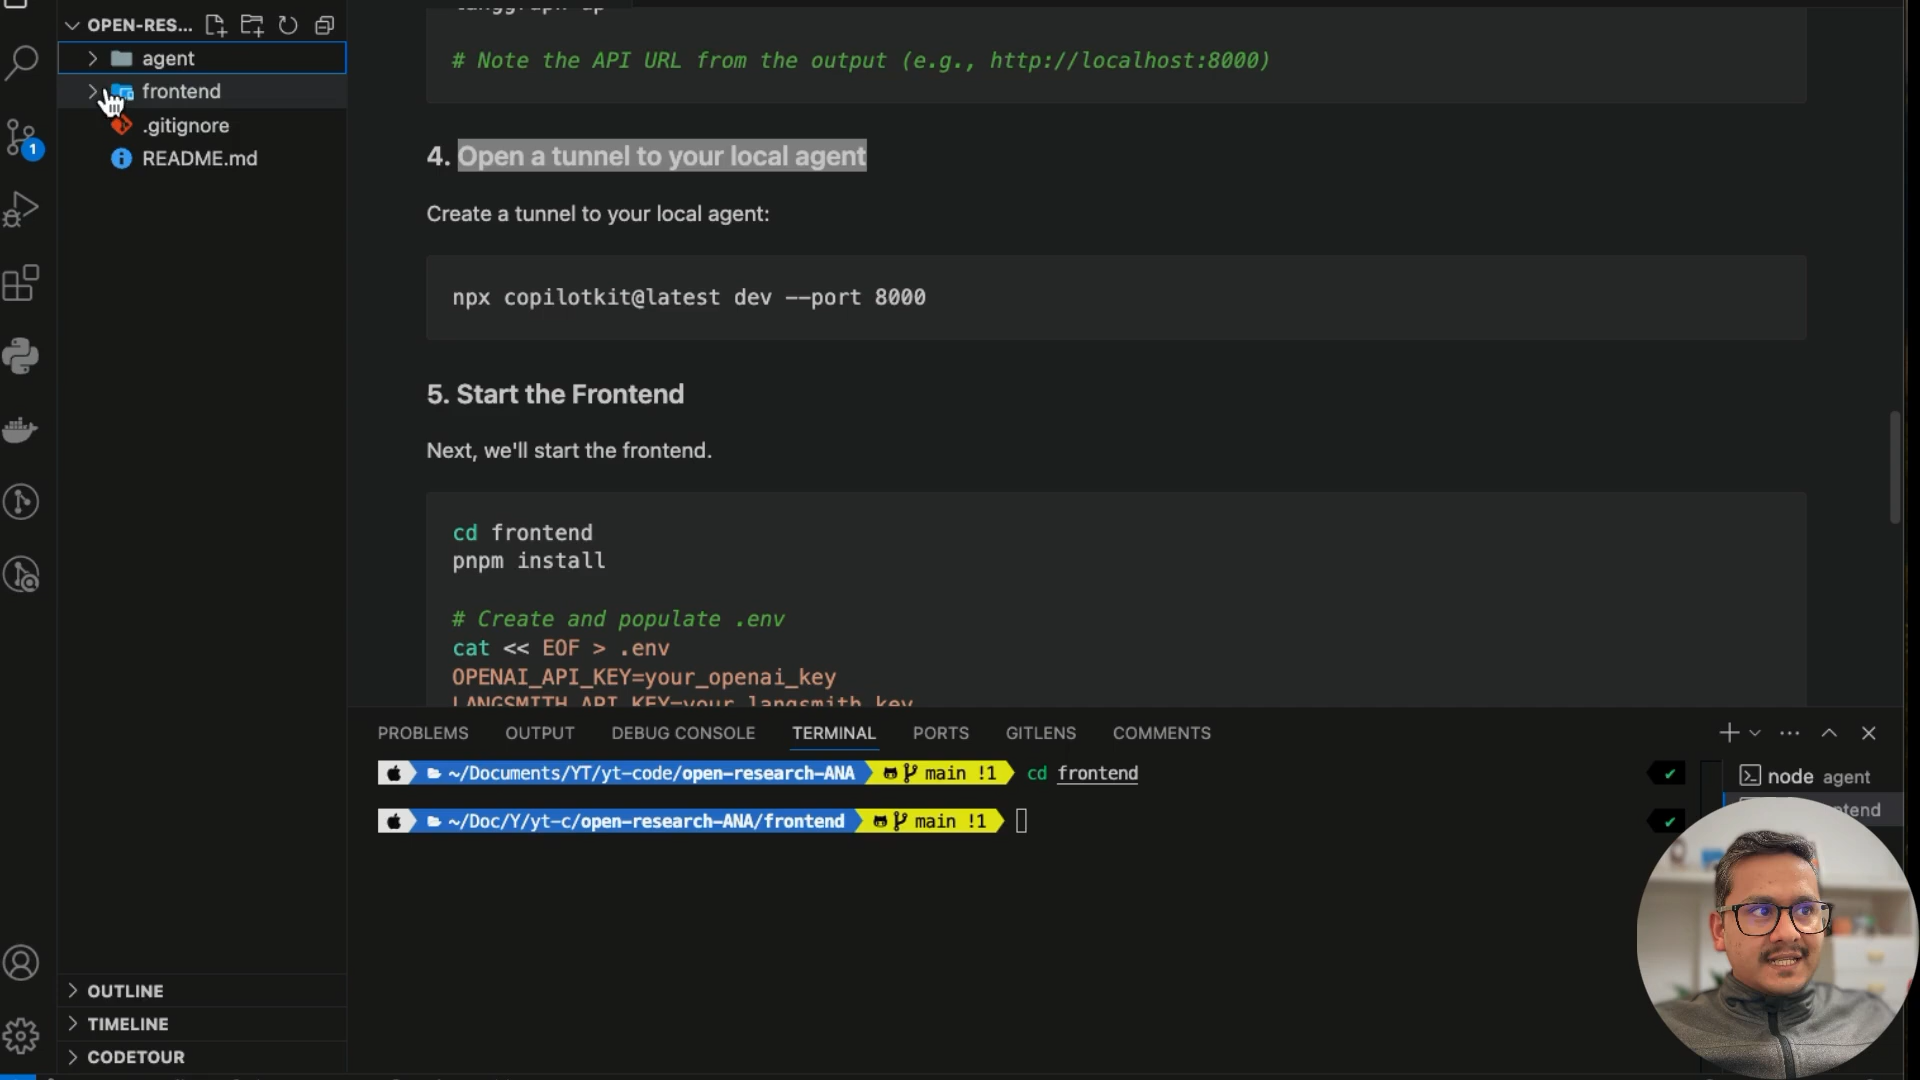 OPEN-RES...
agent
frontend
.gitignore
README.md
1
OUTLINE
TIMELINE
CODETOUR
# Note the API URL from the output (e.g., http://localhost:8000)
4. Open a tunnel to your local agent
Create a tunnel to your local agent:
npx copilotkit@latest dev --port 8000
5. Start the Frontend
Next, we'll start the frontend.
cd frontend
pnpm install
# Create and populate .env
cat << EOF > .env
OPENAI_API_KEY=your_openai_key
LANGSMITH_API_KEY=your_langsmith_key
PROBLEMS OUTPUT DEBUG CONSOLE TERMINAL PORTS GITLENS COMMENTS
~/Documents/YT/yt-code/open-research-ANA main !1 cd frontend
~/Doc/Y/yt-c/open-research-ANA/frontend main !1
node agent